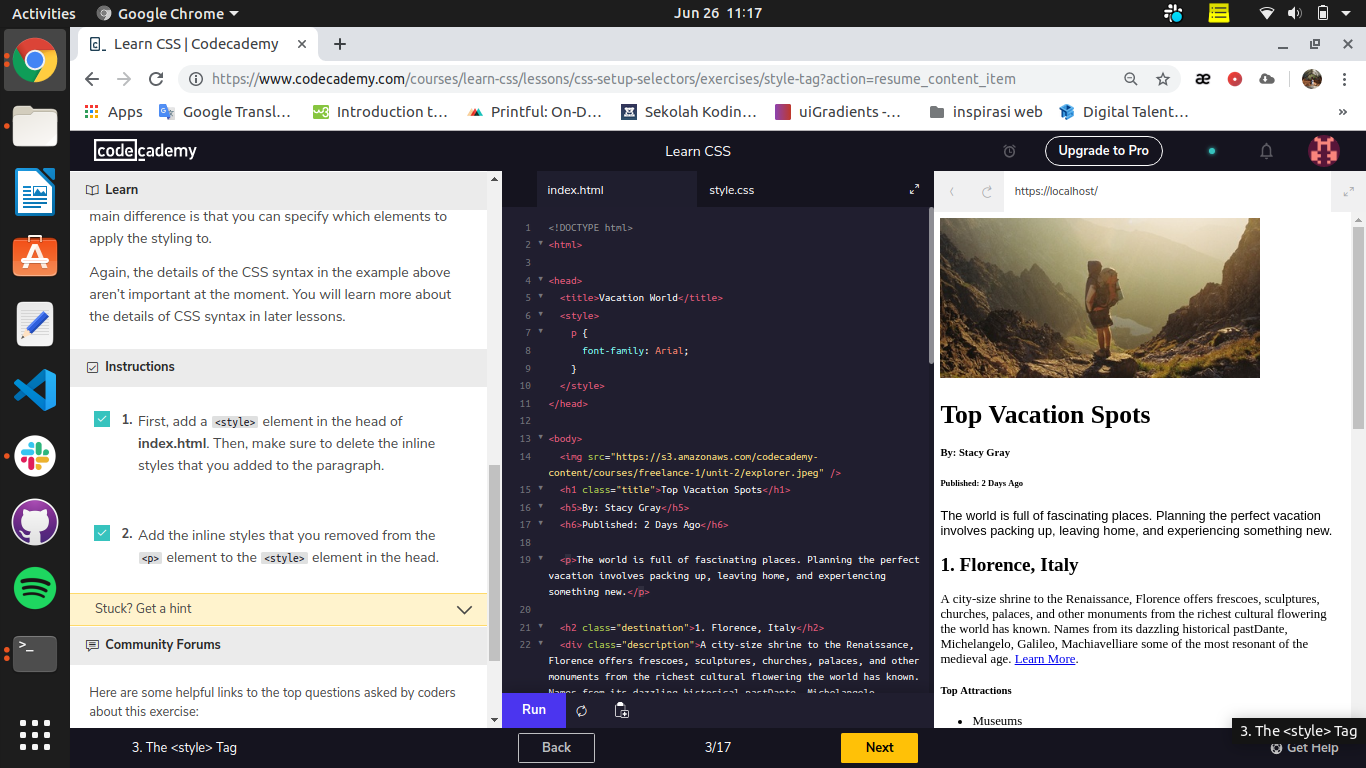 Activities Google Chrome Jun 26 11:17
Learn CSS | Codecademy
https://www.codecademy.com/courses/learn-css/lessons/css-setup-selectors/exercises/style-tag?action=resume_content_item
Apps Google Transl… Introduction t… Printful: On-D… Sekolah Kodin… uiGradients -… inspirasi web Digital Talent… »
codecademy Learn CSS Upgrade to Pro
Learn
main difference is that you can specify which elements to
apply the styling to.
Again, the details of the CSS syntax in the example above
aren’t important at the moment. You will learn more about
the details of CSS syntax in later lessons.
Instructions
1. First, add a <style> element in the head of
index.html. Then, make sure to delete the inline
styles that you added to the paragraph.
2. Add the inline styles that you removed from the
<p> element to the <style> element in the head.
Stuck? Get a hint
Community Forums
Here are some helpful links to the top questions asked by coders
about this exercise:
index.html style.css
1 <!DOCTYPE html>
2 <html>
3
4 <head>
5 <title>Vacation World</title>
6 <style>
7 p {
8 font-family: Arial;
9 }
10 </style>
11 </head>
12
13 <body>
14 <img src="https://s3.amazonaws.com/codecademy-
content/courses/freelance-1/unit-2/explorer.jpeg" />
15 <h1 class="title">Top Vacation Spots</h1>
16 <h5>By: Stacy Gray</h5>
17 <h6>Published: 2 Days Ago</h6>
18
19 <p>The world is full of fascinating places. Planning the perfect
vacation involves packing up, leaving home, and experiencing
something new.</p>
20
21 <h2 class="destination">1. Florence, Italy</h2>
22 <div class="description">A city-size shrine to the Renaissance,
Florence offers frescoes, sculptures, churches, palaces, and other
monuments from the richest cultural flowering the world has known.
Names from its dazzling historical pastDante, Michelangelo,
Run
https://localhost/
Top Vacation Spots
By: Stacy Gray
Published: 2 Days Ago
The world is full of fascinating places. Planning the perfect vacation
involves packing up, leaving home, and experiencing something new.
1. Florence, Italy
A city-size shrine to the Renaissance, Florence offers frescoes, sculptures,
churches, palaces, and other monuments from the richest cultural flowering
the world has known. Names from its dazzling historical pastDante,
Michelangelo, Galileo, Machiavelliare some of the most resonant of the
medieval age. Learn More.
Top Attractions
• Museums
3. The <style> Tag
3. The <style> Tag Back 3/17 Next Get Help